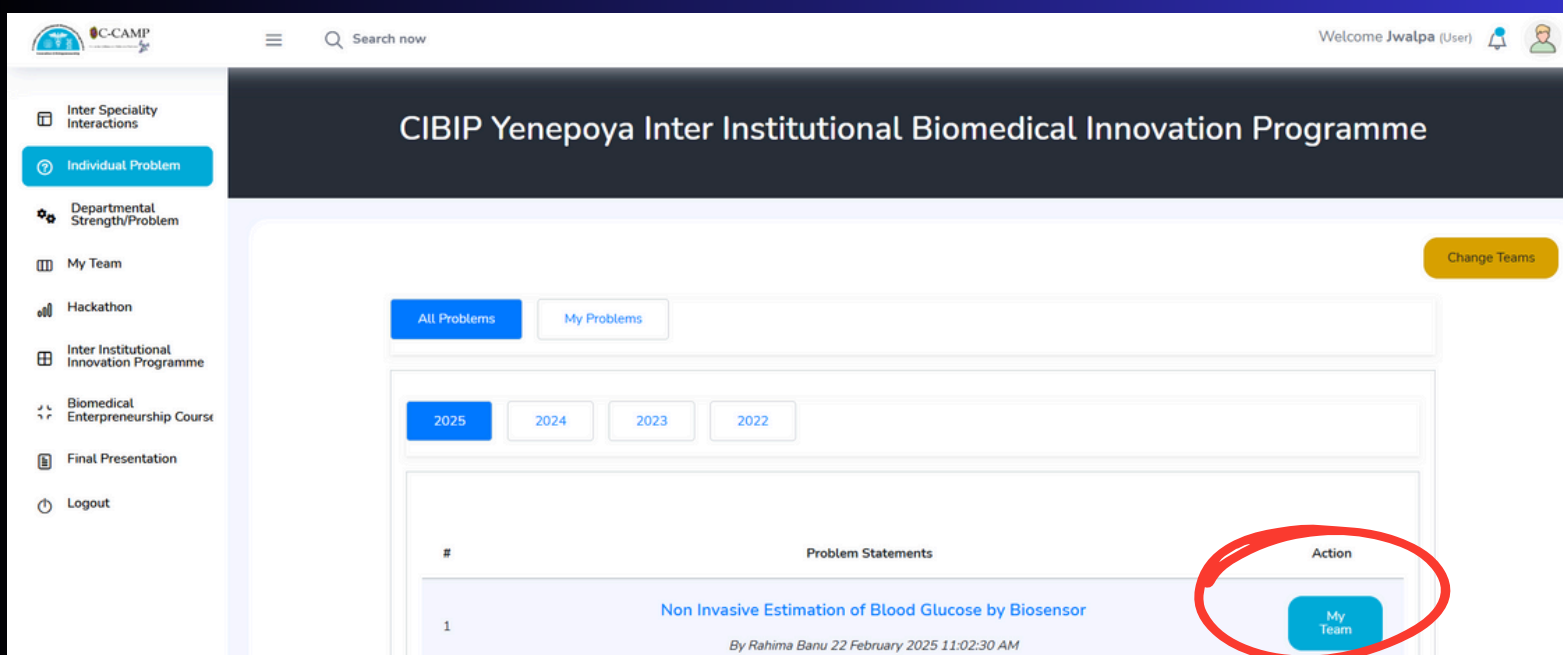 C-CAMP
Search now
Welcome Jwalpa (User)
Inter Speciality
Interactions
Individual Problem
Departmental
Strength/Problem
My Team
Hackathon
Inter Institutional
Innovation Programme
Biomedical
Enterpreneurship Course
Final Presentation
Logout
CIBIP Yenepoya Inter Institutional Biomedical Innovation Programme
Change Teams
All Problems
My Problems
2025
2024
2023
2022
# Problem Statements Action
1
Non Invasive Estimation of Blood Glucose by Biosensor
By Rahima Banu 22 February 2025 11:02:30 AM
My
Team